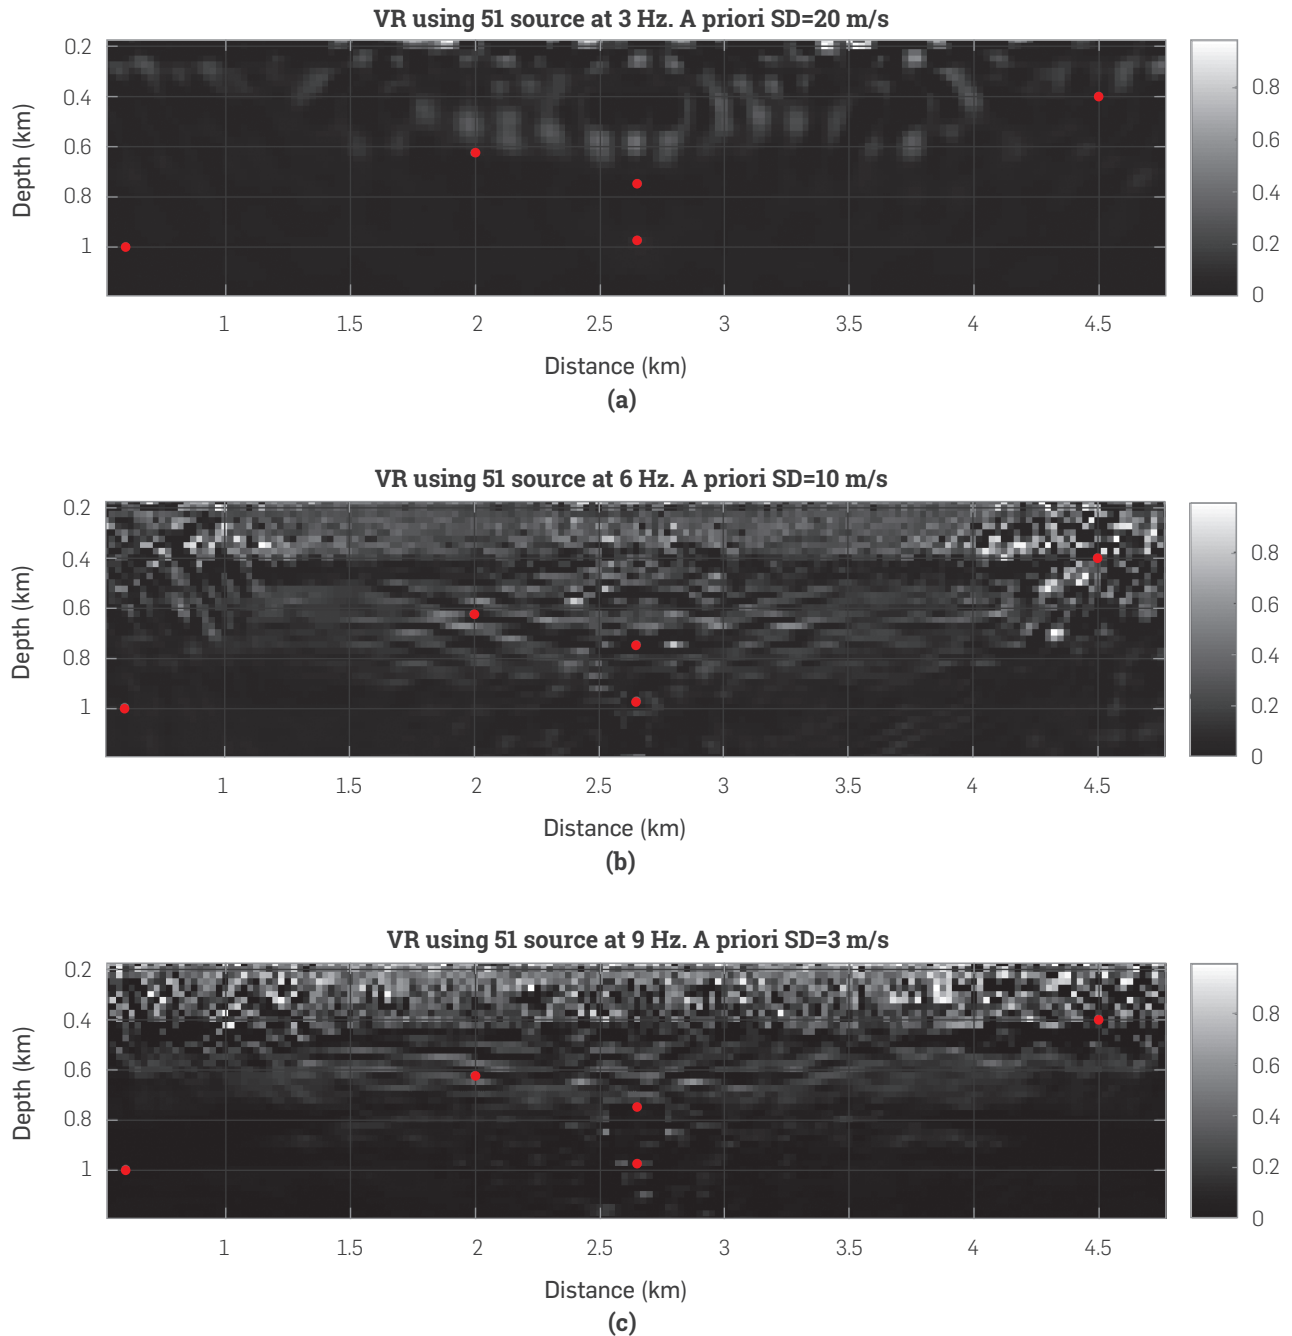 VR using 51 source at 3 Hz. A priori SD=20 m/s
0.2
0.4
0.6
0.8
1
Depth (km)
0.8
0.6
0.4
0.2
0
1 1.5 2 2.5 3 3.5 4 4.5
Distance (km)
(a)
VR using 51 source at 6 Hz. A priori SD=10 m/s
0.2
0.4
0.6
0.8
1
Depth (km)
0.8
0.6
0.4
0.2
0
1 1.5 2 2.5 3 3.5 4 4.5
Distance (km)
(b)
VR using 51 source at 9 Hz. A priori SD=3 m/s
0.2
0.4
0.6
0.8
1
Depth (km)
0.8
0.6
0.4
0.2
0
1 1.5 2 2.5 3 3.5 4 4.5
Distance (km)
(c)